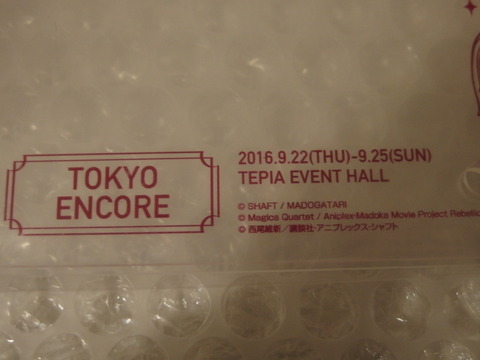 TOKYO
ENCORE
2016.9.22(THU)-9.25(SUN)
TEPIA EVENT HALL
© SHAFT / MADOGATARI
© Magica Quartet / Aniplex·Madoka Movie Project Rebellio
© 西尾維新／講談社・アニプレックス・シャフト